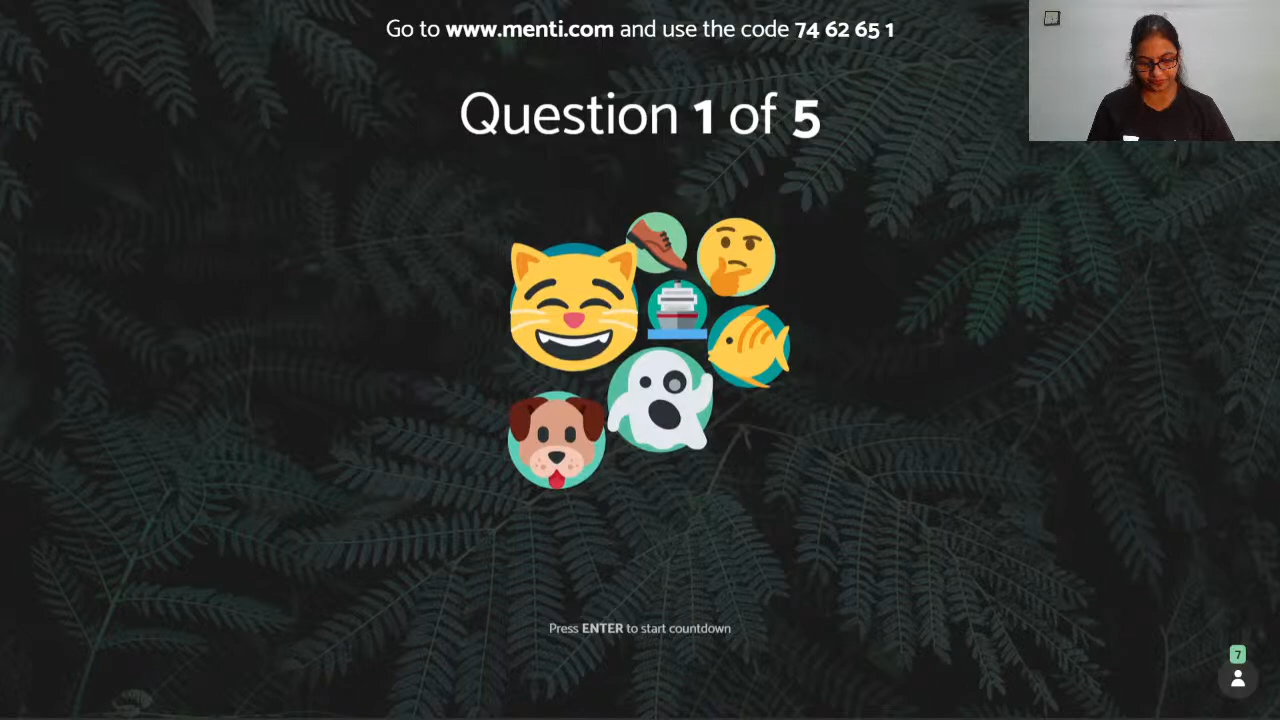 Go to www.menti.com and use the code 74 62 65 1
Question 1 of 5
Press ENTER to start countdown
7